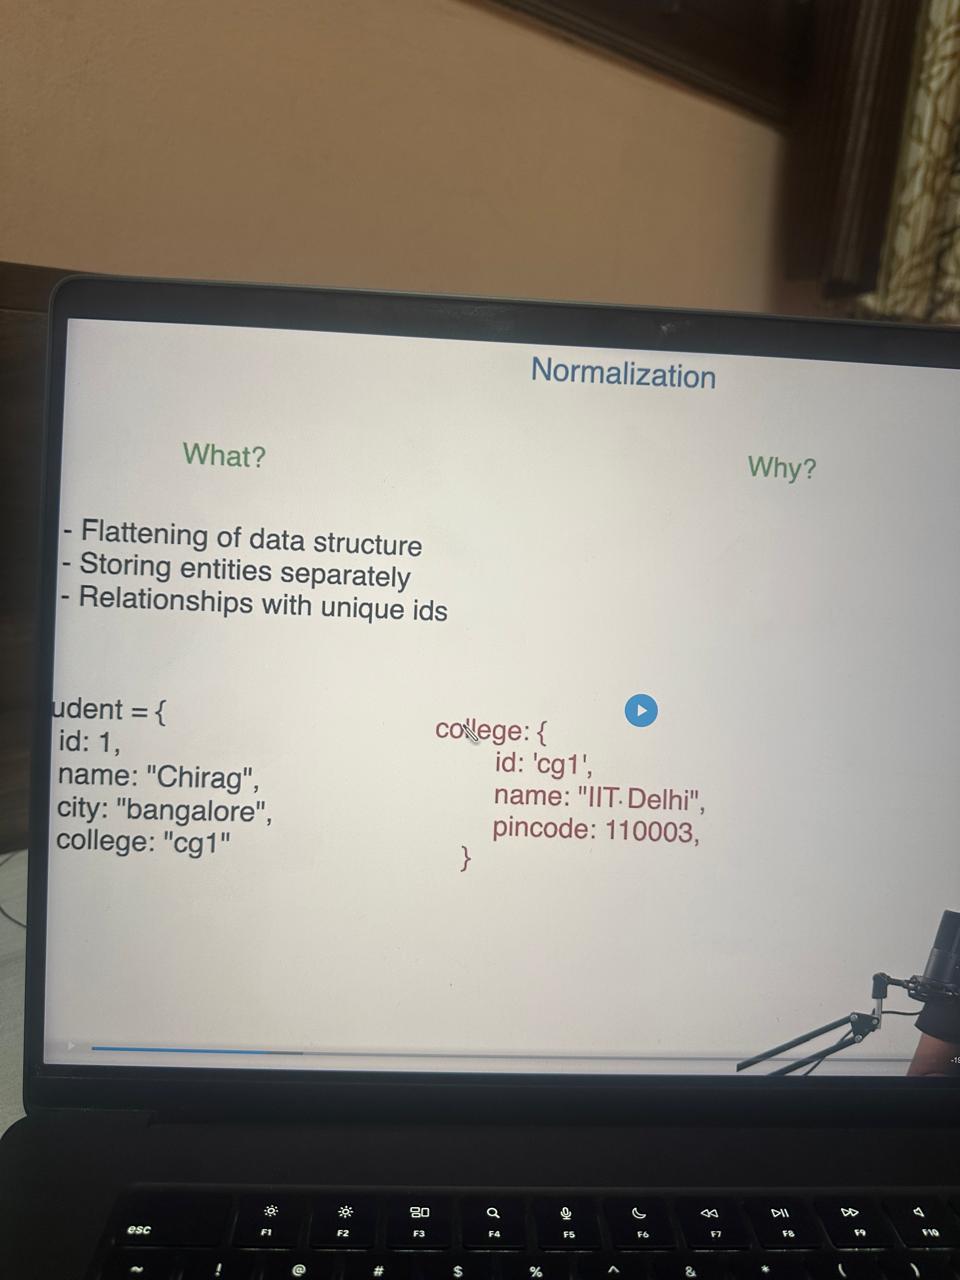 Normalization
What?
Why?
- Flattening of data structure
- Storing entities separately
- Relationships with unique ids
udent = {
id: 1,
name: "Chirag",
city: "bangalore",
college: "cg1"
college: {
id: 'cg1',
name: "IIT Delhi",
pincode: 110003,
}
esc
F1
F2
F3
F4
F5
F6
F7
F8
F9
F10
~
!
@
#
$
%
^
&
*
(
)